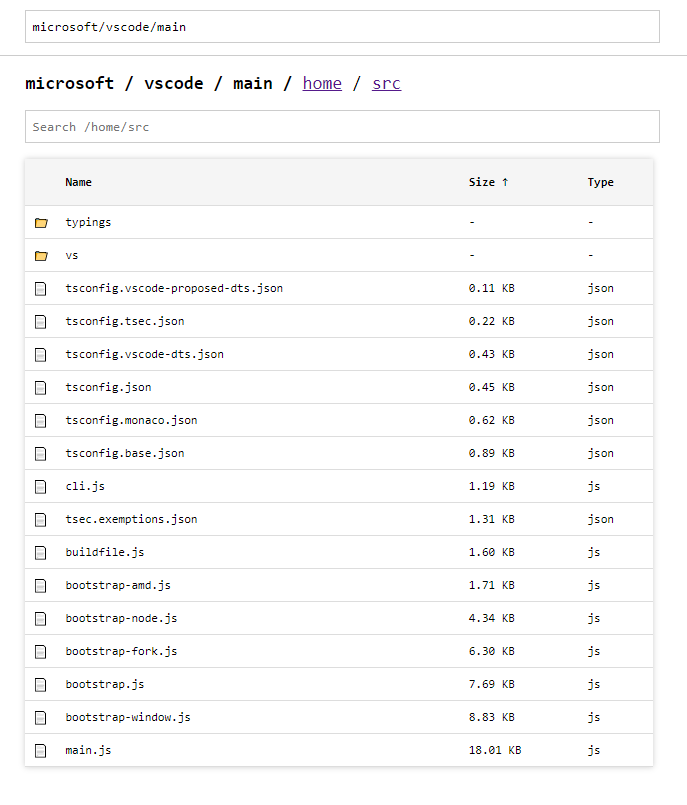 microsoft/vscode/main
microsoft / vscode / main / home / src
Search /home/src
Name Size ↑ Type
typings - -
vs - -
tsconfig.vscode-proposed-dts.json 0.11 KB json
tsconfig.tsec.json 0.22 KB json
tsconfig.vscode-dts.json 0.43 KB json
tsconfig.json 0.45 KB json
tsconfig.monaco.json 0.62 KB json
tsconfig.base.json 0.89 KB json
cli.js 1.19 KB js
tsec.exemptions.json 1.31 KB json
buildfile.js 1.60 KB js
bootstrap-amd.js 1.71 KB js
bootstrap-node.js 4.34 KB js
bootstrap-fork.js 6.30 KB js
bootstrap.js 7.69 KB js
bootstrap-window.js 8.83 KB js
main.js 18.01 KB js